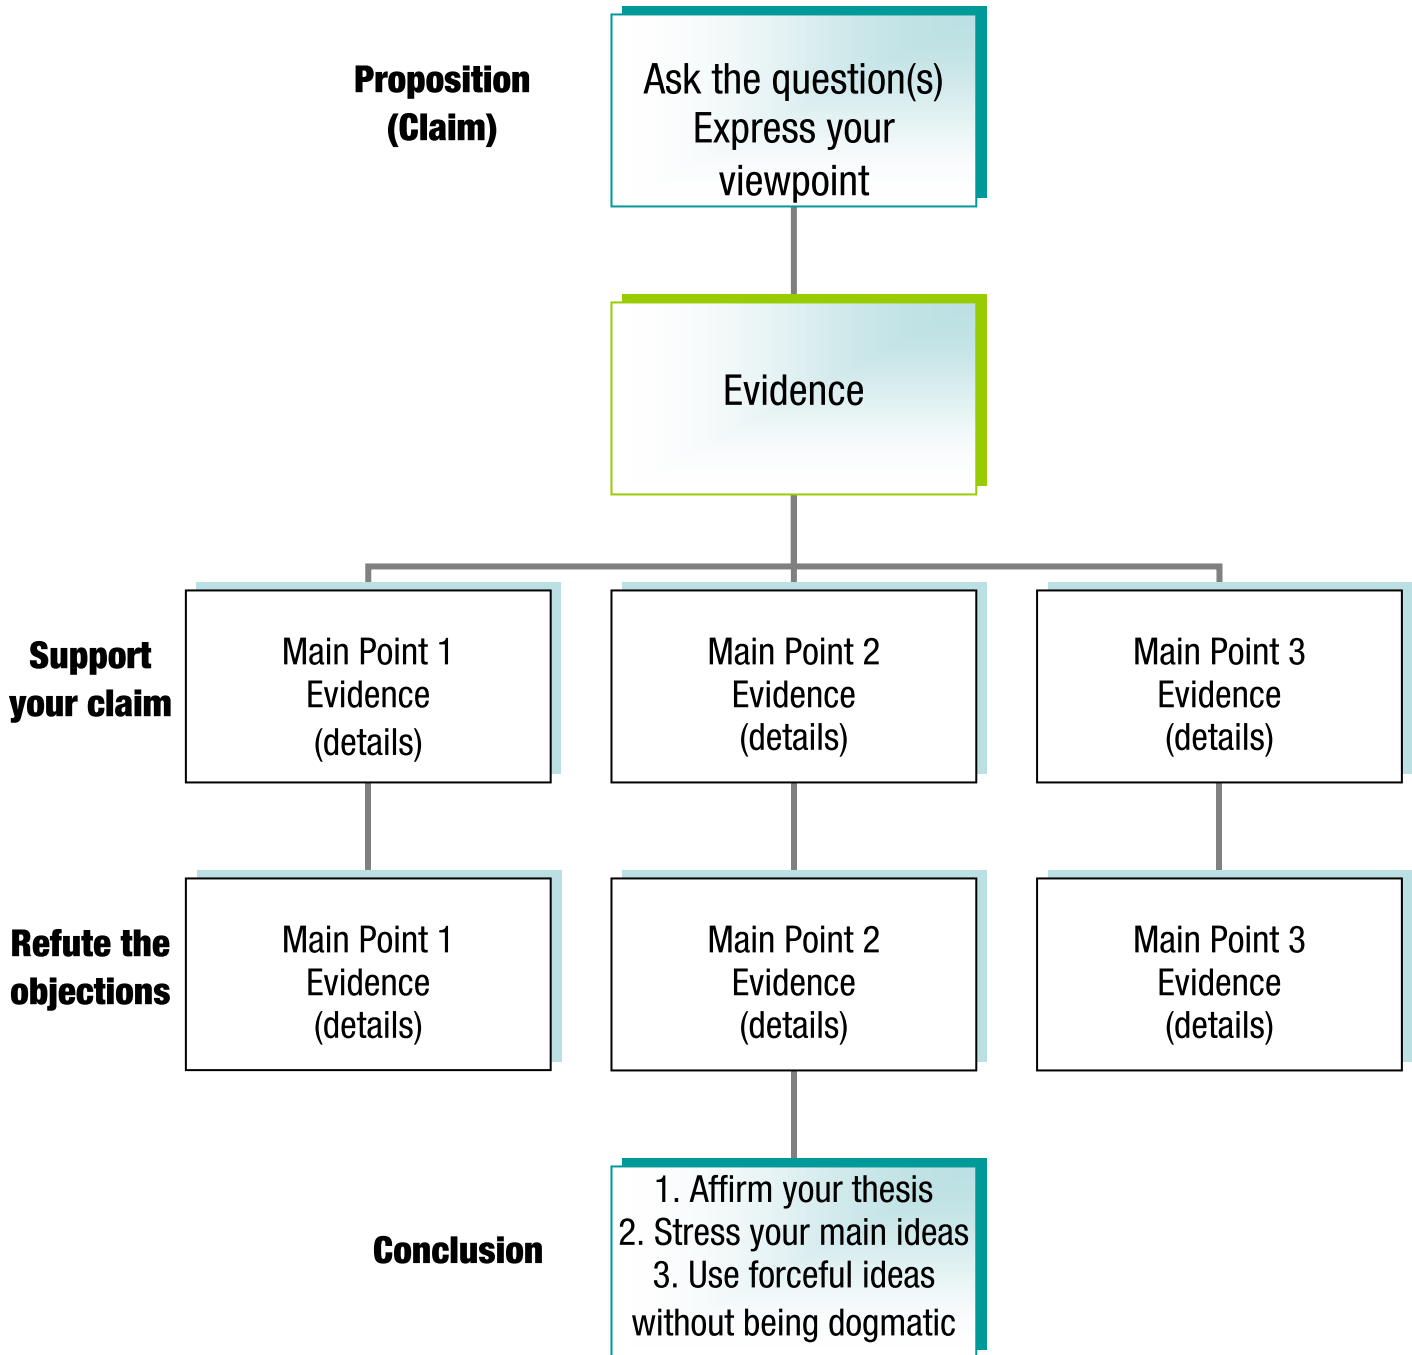 Proposition
(Claim)
Ask the question(s)
Express your
viewpoint
Evidence
Support
your claim
Main Point 1
Evidence
(details)
Main Point 2
Evidence
(details)
Main Point 3
Evidence
(details)
Refute the
objections
Main Point 1
Evidence
(details)
Main Point 2
Evidence
(details)
Main Point 3
Evidence
(details)
Conclusion
1. Affirm your thesis
2. Stress your main ideas
3. Use forceful ideas
without being dogmatic